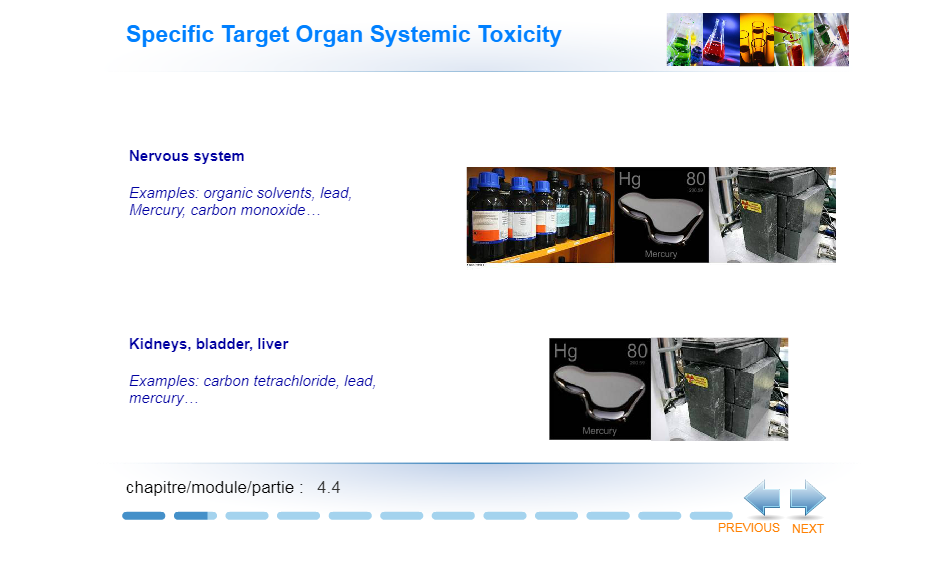 Specific Target Organ Systemic Toxicity
Nervous system
Examples: organic solvents, lead,
Mercury, carbon monoxide…
Hg 80
Mercury
Kidneys, bladder, liver
Examples: carbon tetrachloride, lead,
mercury…
Hg 80
Mercury
chapitre/module/partie : 4.4
PREVIOUS NEXT